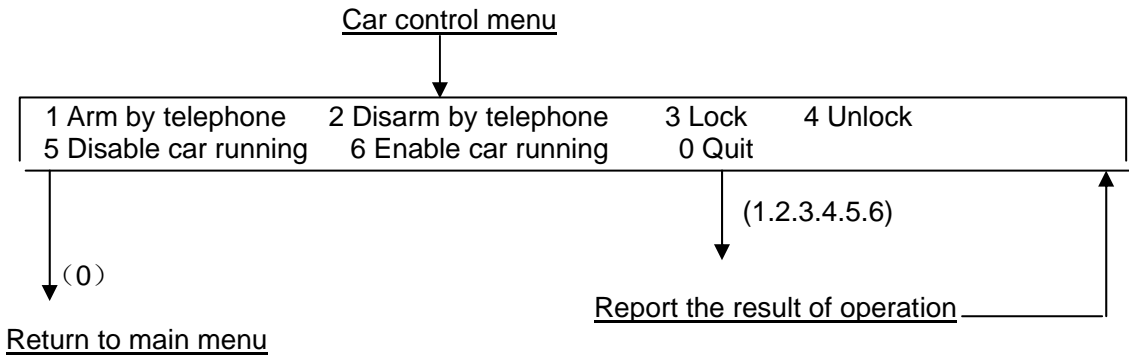 Car control menu
1 Arm by telephone 2 Disarm by telephone 3 Lock 4 Unlock
5 Disable car running 6 Enable car running 0 Quit
(1.2.3.4.5.6)
（0）
Report the result of operation
Return to main menu